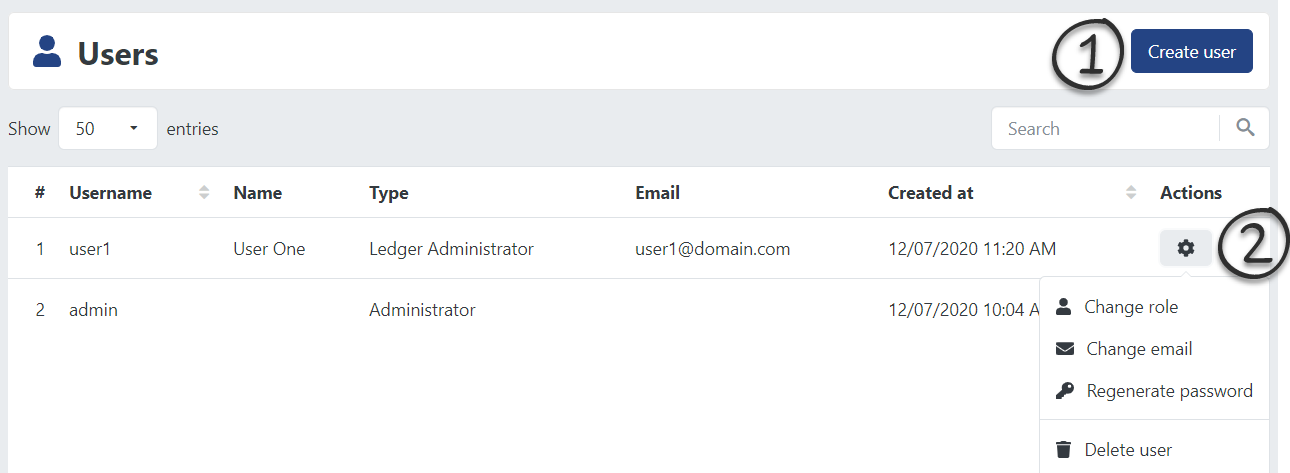 Users
1
Create user
Show 50 entries
Search
# Username Name Type Email Created at Actions
1 user1 User One Ledger Administrator user1@domain.com 12/07/2020 11:20 AM
2
2 admin Administrator 12/07/2020 10:04 A
Change role
Change email
Regenerate password
Delete user